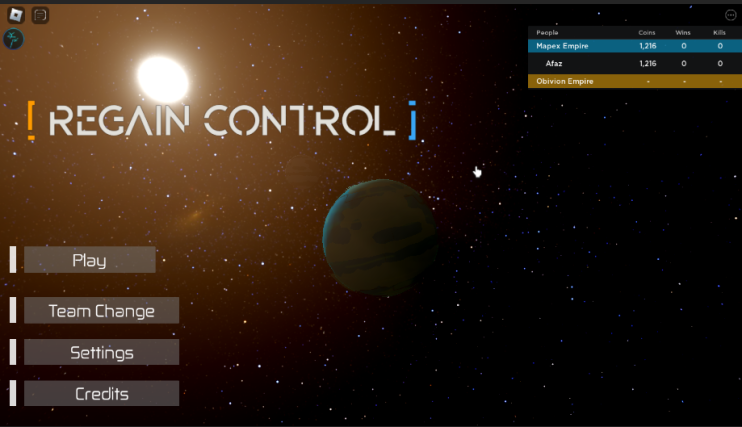 People Coins Wins Kills
Mapex Empire 1,216 0 0
Afaz 1,216 0 0
Obivion Empire - - -
[ REGAIN CONTROL ]
Play
Team Change
Settings
Credits